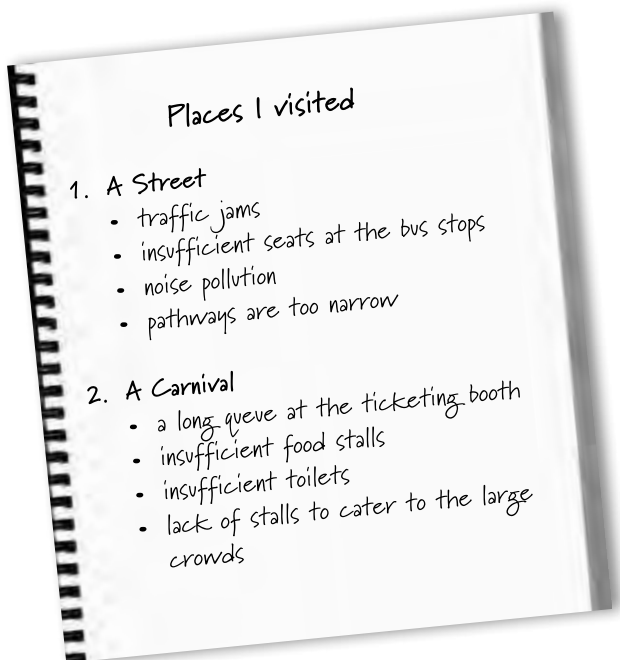 Places I visited
1. A Street
• traffic jams
• insufficient seats at the bus stops
• noise pollution
• pathways are too narrow
2. A Carnival
• a long queue at the ticketing booth
• insufficient food stalls
• insufficient toilets
• lack of stalls to cater to the large
crowds